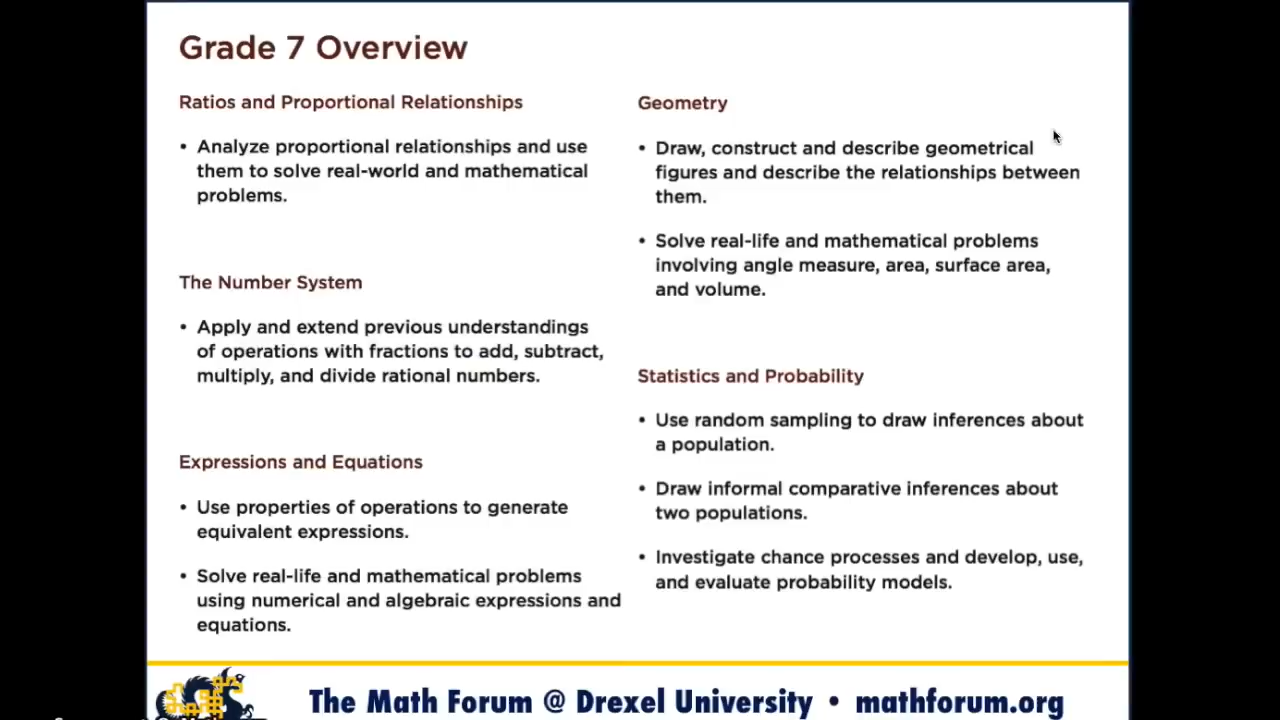 Grade 7 Overview
Ratios and Proportional Relationships
• Analyze proportional relationships and use
them to solve real-world and mathematical
problems.
The Number System
• Apply and extend previous understandings
of operations with fractions to add, subtract,
multiply, and divide rational numbers.
Expressions and Equations
• Use properties of operations to generate
equivalent expressions.
• Solve real-life and mathematical problems
using numerical and algebraic expressions and
equations.
Geometry
• Draw, construct and describe geometrical
figures and describe the relationships between
them.
• Solve real-life and mathematical problems
involving angle measure, area, surface area,
and volume.
Statistics and Probability
• Use random sampling to draw inferences about
a population.
• Draw informal comparative inferences about
two populations.
• Investigate chance processes and develop, use,
and evaluate probability models.
The Math Forum @ Drexel University • mathforum.org